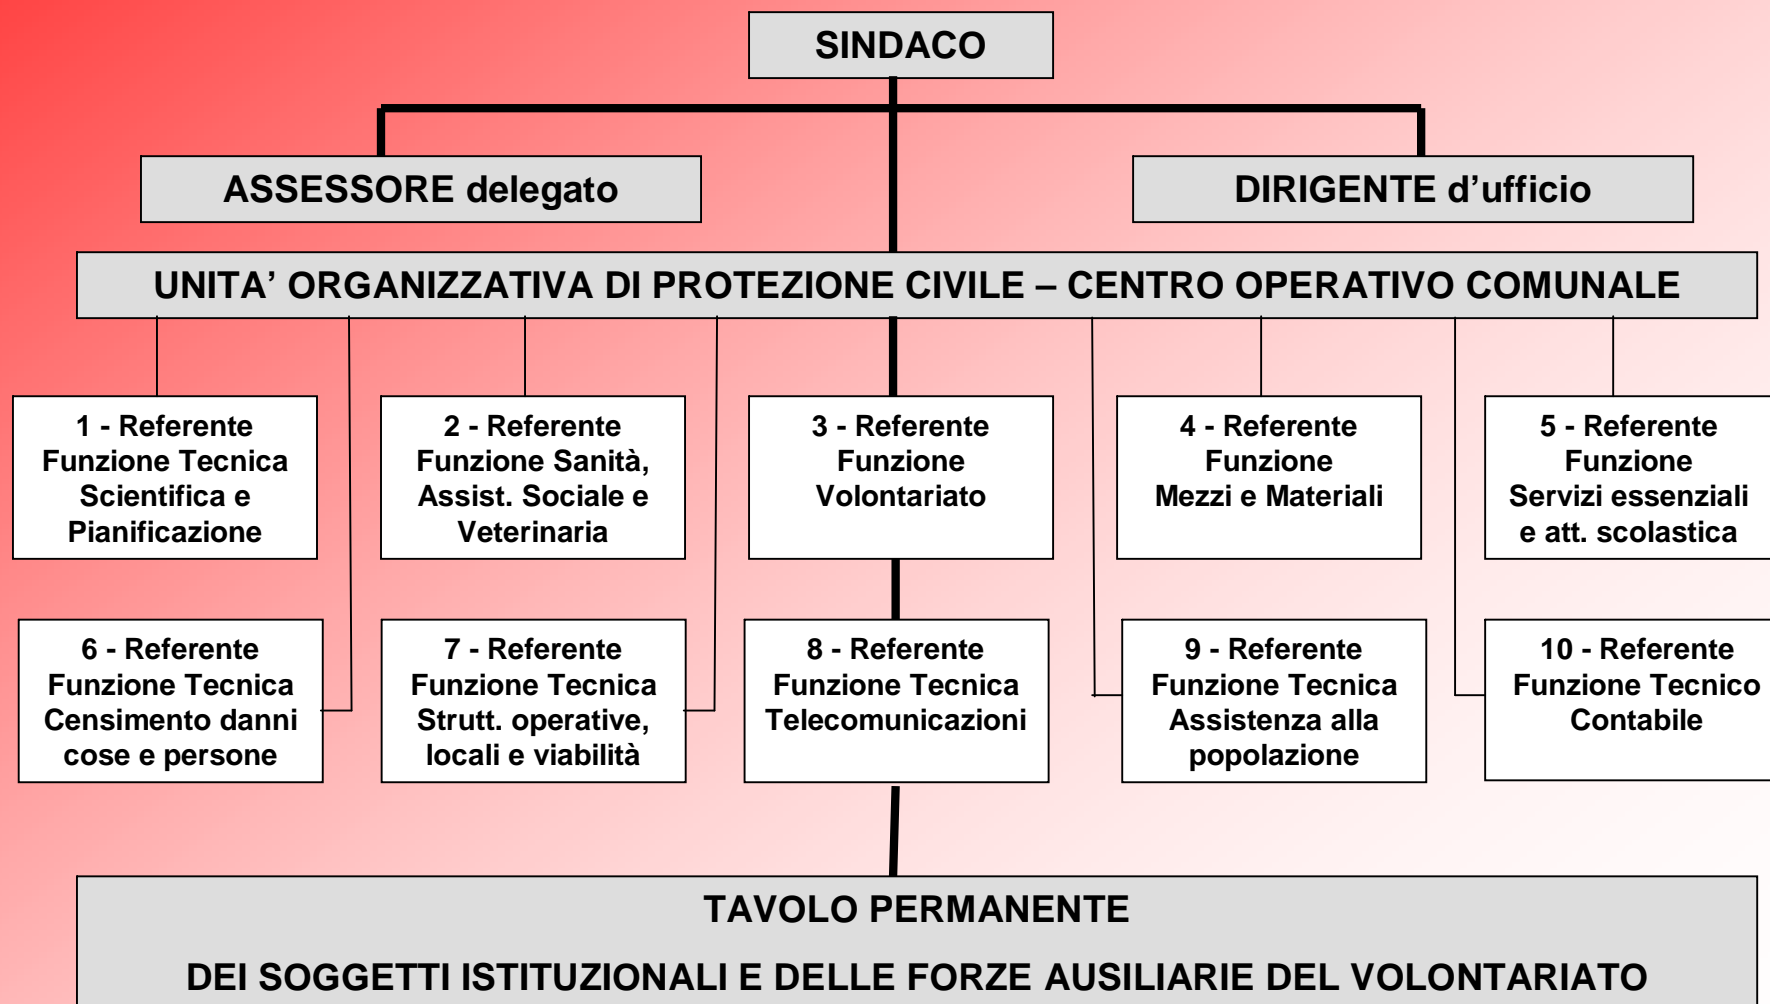 SINDACO
ASSESSORE delegato
DIRIGENTE d’ufficio
UNITA’ ORGANIZZATIVA DI PROTEZIONE CIVILE – CENTRO OPERATIVO COMUNALE
1 - Referente
Funzione Tecnica
Scientifica e
Pianificazione
2 - Referente
Funzione Sanità,
Assist. Sociale e
Veterinaria
3 - Referente
Funzione
Volontariato
4 - Referente
Funzione
Mezzi e Materiali
5 - Referente
Funzione
Servizi essenziali
e att. scolastica
6 - Referente
Funzione Tecnica
Censimento danni
cose e persone
7 - Referente
Funzione Tecnica
Strutt. operative,
locali e viabilità
8 - Referente
Funzione Tecnica
Telecomunicazioni
9 - Referente
Funzione Tecnica
Assistenza alla
popolazione
10 - Referente
Funzione Tecnico
Contabile
TAVOLO PERMANENTE
DEI SOGGETTI ISTITUZIONALI E DELLE FORZE AUSILIARIE DEL VOLONTARIATO